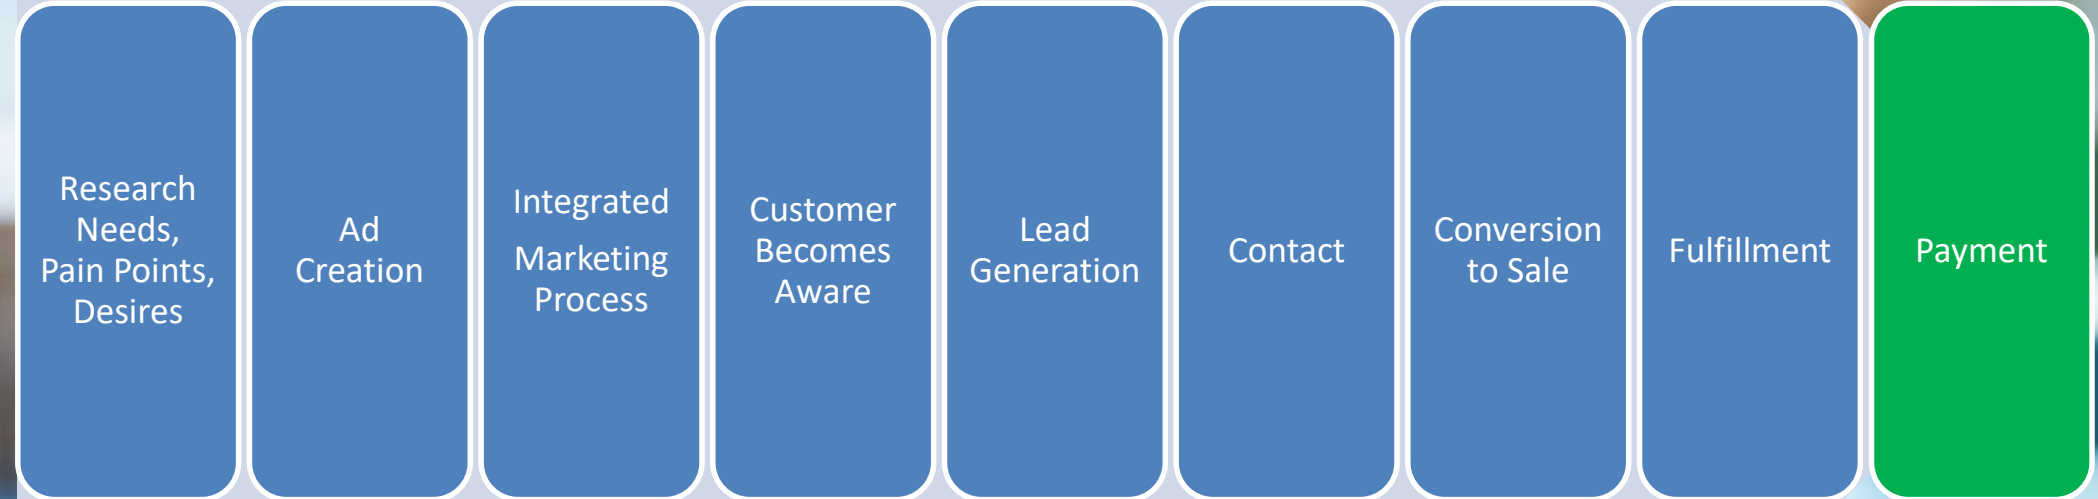 Research
Needs,
Pain Points,
Desires
Ad
Creation
Integrated
Marketing
Process
Customer
Becomes
Aware
Lead
Generation
Contact
Conversion
to Sale
Fulfillment
Payment